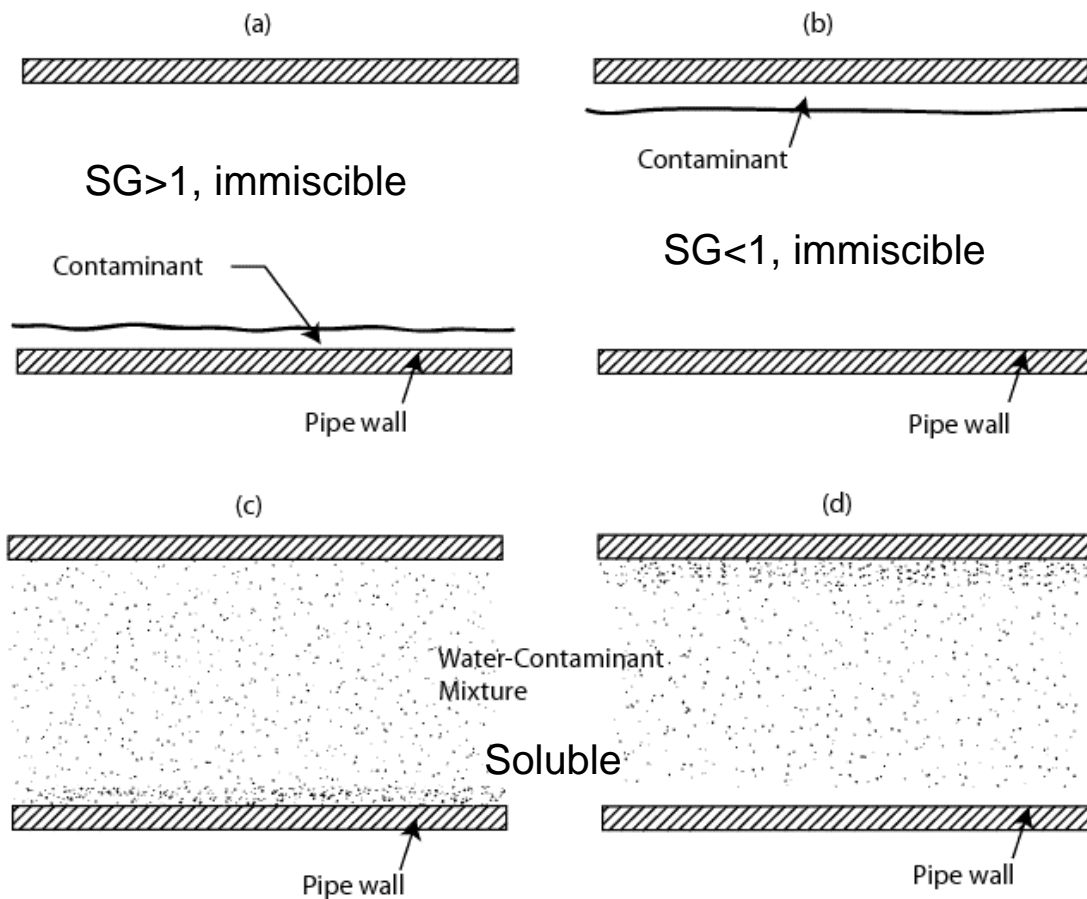 (a)
SG>1, immiscible
Contaminant
Pipe wall
(b)
Contaminant
SG<1, immiscible
Pipe wall
(c)
(d)
Water-Contaminant
Mixture
Soluble
Pipe wall
Pipe wall